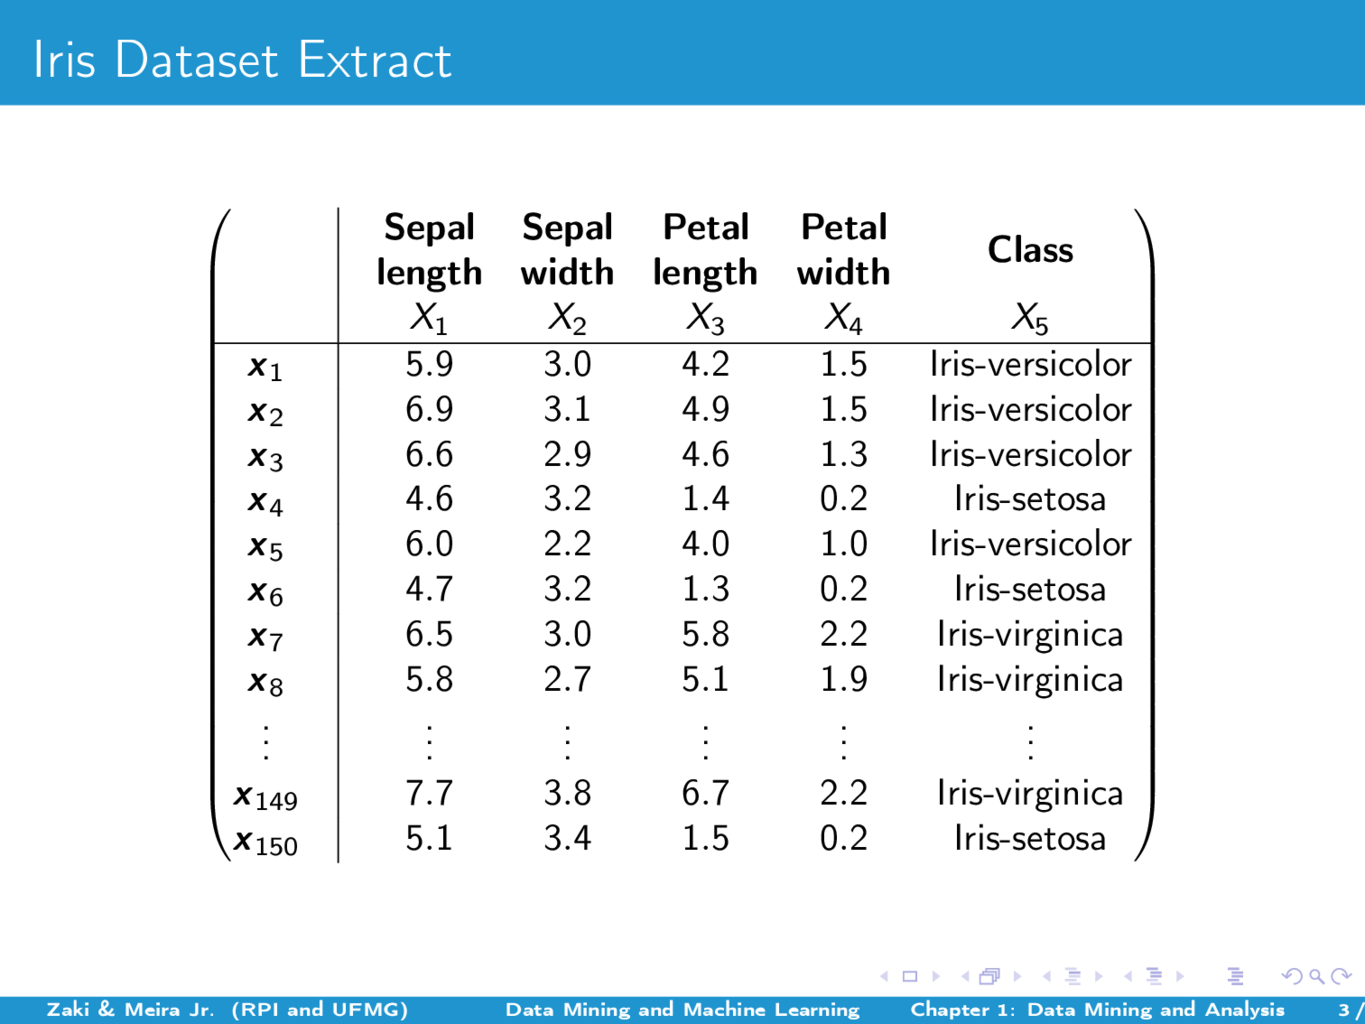 Iris Dataset Extract
Sepal Sepal Petal Petal Class
length width length width
X1 X2 X3 X4 X5
x1 5.9 3.0 4.2 1.5 Iris-versicolor
x2 6.9 3.1 4.9 1.5 Iris-versicolor
x3 6.6 2.9 4.6 1.3 Iris-versicolor
x4 4.6 3.2 1.4 0.2 Iris-setosa
x5 6.0 2.2 4.0 1.0 Iris-versicolor
x6 4.7 3.2 1.3 0.2 Iris-setosa
x7 6.5 3.0 5.8 2.2 Iris-virginica
x8 5.8 2.7 5.1 1.9 Iris-virginica
⋮ ⋮ ⋮ ⋮ ⋮ ⋮
x149 7.7 3.8 6.7 2.2 Iris-virginica
x150 5.1 3.4 1.5 0.2 Iris-setosa
Zaki & Meira Jr. (RPI and UFMG) Data Mining and Machine Learning Chapter 1: Data Mining and Analysis 3 /